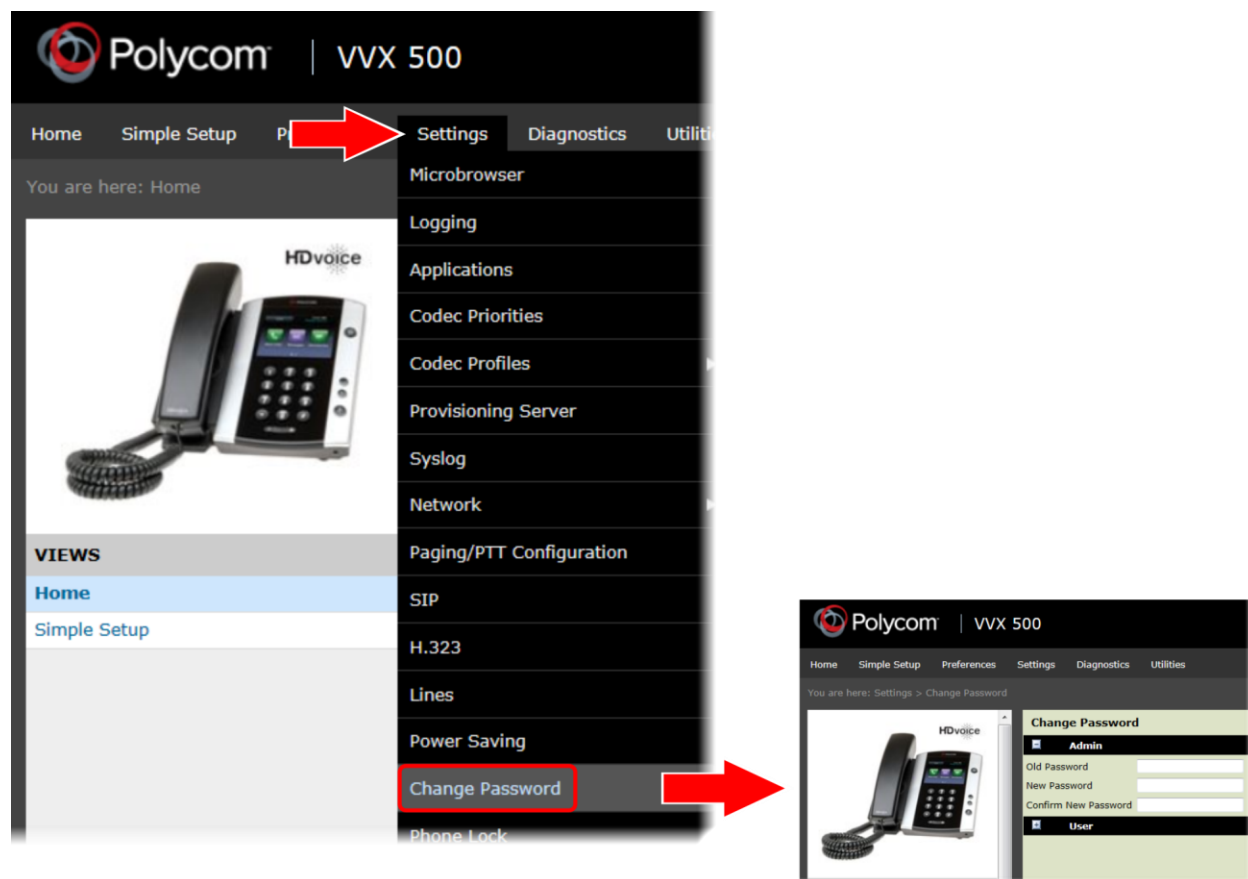 Polycom | VVX 500
Home Simple Setup Settings Diagnostics
You are here: Home
HDvoice
VIEWS
Home
Simple Setup
Microbrowser
Logging
Applications
Codec Priorities
Codec Profiles
Provisioning Server
Syslog
Network
Paging/PTT Configuration
SIP
H.323
Lines
Power Saving
Change Password
Phone Lock
Polycom | VVX 500
Home Simple Setup Preferences Settings Diagnostics Utilities
You are here: Settings > Change Password
HDvoice
Change Password
Admin
Old Password
New Password
Confirm New Password
User